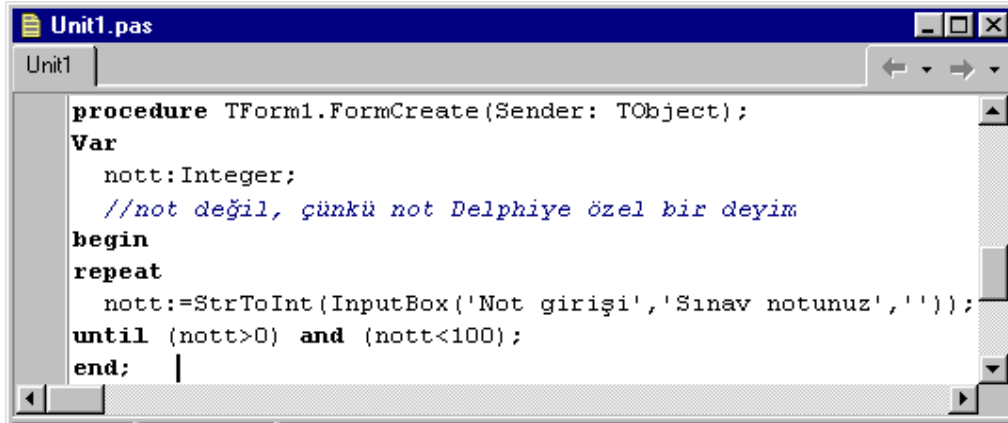 Unit1.pas
Unit1
procedure TForm1.FormCreate(Sender: TObject);
Var
nott:Integer;
//not değil, çünkü not Delphiye özel bir deyim
begin
repeat
nott:=StrToInt(InputBox('Not girişi','Sınav notunuz',''));
until (nott>0) and (nott<100);
end;